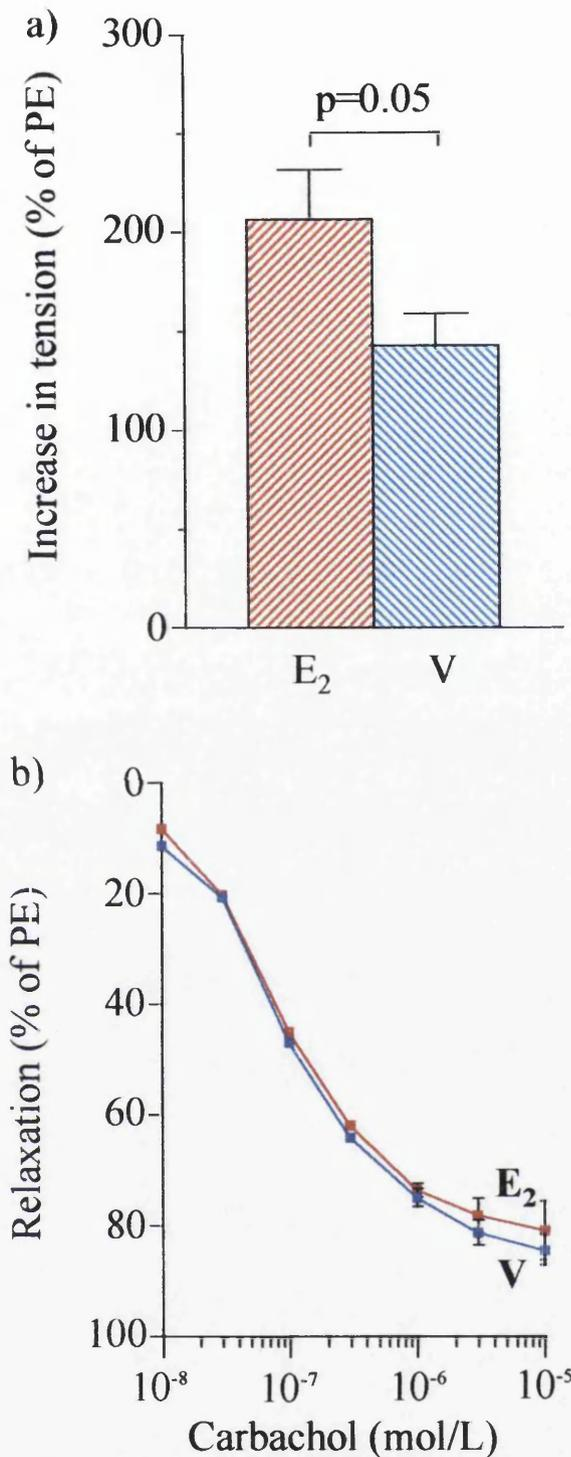 a)
Increase in tension (% of PE)
300
200
100
0
p=0.05
E₂
V
b)
Relaxation (% of PE)
0
20
40
60
80
100
E₂
V
10⁻⁸
10⁻⁷
10⁻⁶
10⁻⁵
Carbachol (mol/L)